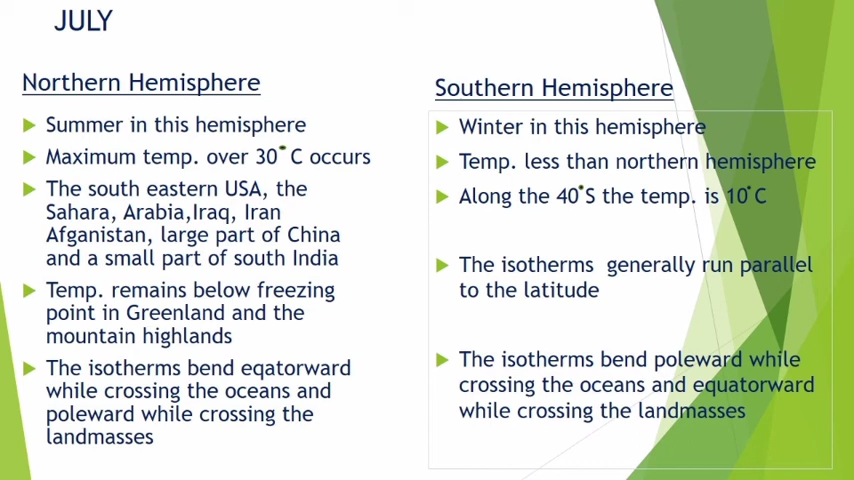 JULY
Northern Hemisphere
Summer in this hemisphere
Maximum temp. over 30° C occurs
The south eastern USA, the
Sahara, Arabia,Iraq, Iran
Afganistan, large part of China
and a small part of south India
Temp. remains below freezing
point in Greenland and the
mountain highlands
The isotherms bend eqatorward
while crossing the oceans and
poleward while crossing the
landmasses
Southern Hemisphere
Winter in this hemisphere
Temp. less than northern hemisphere
Along the 40°S the temp. is 10°C
The isotherms generally run parallel
to the latitude
The isotherms bend poleward while
crossing the oceans and equatorward
while crossing the landmasses